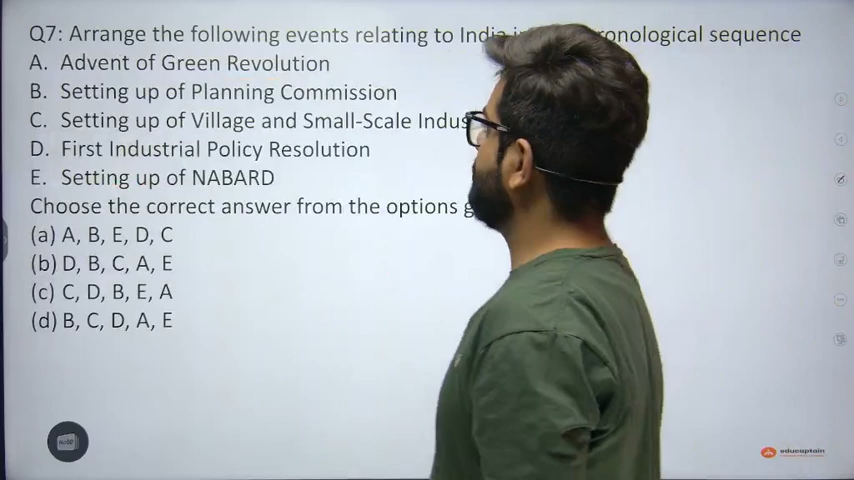 Q7: Arrange the following events relating to India ronological sequence
A. Advent of Green Revolution
B. Setting up of Planning Commission
C. Setting up of Village and Small-Scale Indus
D. First Industrial Policy Resolution
E. Setting up of NABARD
Choose the correct answer from the options g
(a) A, B, E, D, C
(b) D, B, C, A, E
(c) C, D, B, E, A
(d) B, C, D, A, E
educaptain